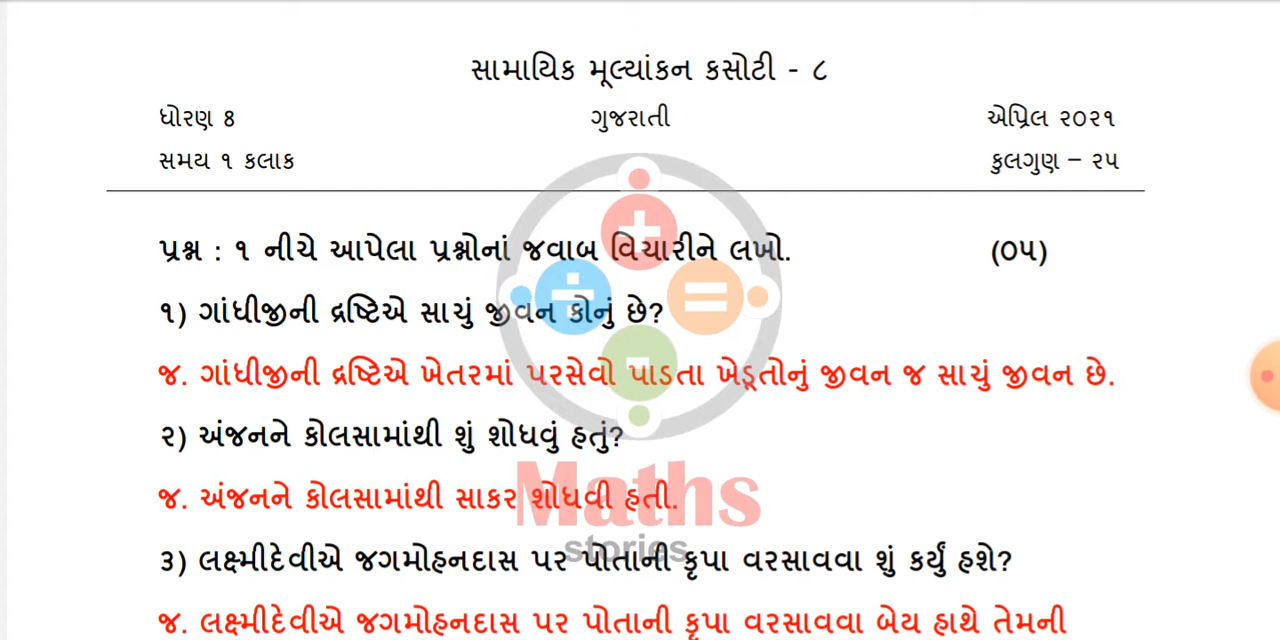 સામાયિક મૂલ્યાંકન કસોટી - ૮
ધોરણ 8 ગુજરાતી એપ્રિલ ૨૦૨૧
સમય ૧ કલાક કુલગુણ – ૨૫
પ્રશ્ન : ૧ નીચે આપેલા પ્રશ્નોનાં જવાબ વિચારીને લખો. (૦૫)
૧) ગાંધીજીની દ્રષ્ટિએ સાચું જીવન કોનું છે?
જ. ગાંધીજીની દ્રષ્ટિએ ખેતરમાં પરસેવો પાડતા ખેડૂતોનું જીવન જ સાચું જીવન છે.
૨) અંજનને કોલસામાંથી શું શોધવું હતું?
જ. અંજનને કોલસામાંથી સાકર શોધવી હતી.
Maths
stories
૩) લક્ષ્મીદેવીએ જગમોહનદાસ પર પોતાની કૃપા વરસાવવા શું કર્યું હશે?
જ. લક્ષ્મીદેવીએ જગમોહનદાસ પર પોતાની કૃપા વરસાવવા બેય હાથે તેમની